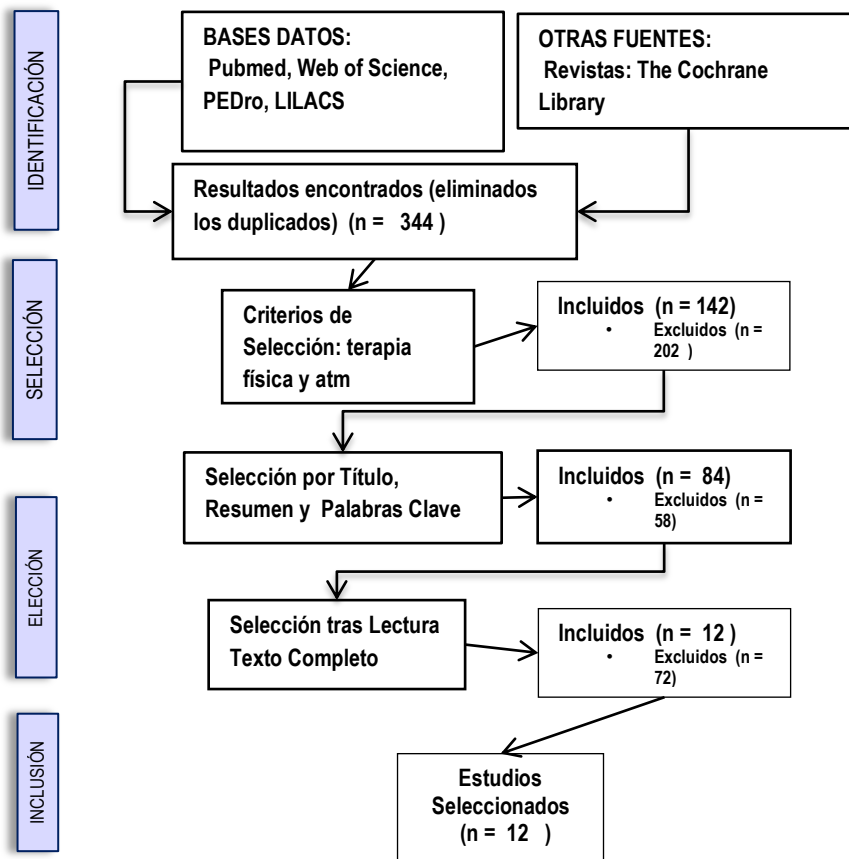 IDENTIFICACIÓN
BASES DATOS:
Pubmed, Web of Science,
PEDro, LILACS
OTRAS FUENTES:
Revistas: The Cochrane
Library
Resultados encontrados (eliminados
los duplicados) (n = 344 )
SELECCIÓN
Criterios de
Selección: terapia
física y atm
Incluidos (n = 142)
• Excluidos (n =
202 )
Selección por Título,
Resumen y Palabras Clave
Incluidos (n = 84)
• Excluidos (n =
58)
ELECCIÓN
Selección tras Lectura
Texto Completo
Incluidos (n = 12 )
• Excluidos (n =
72)
INCLUSIÓN
Estudios
Seleccionados
(n = 12 )